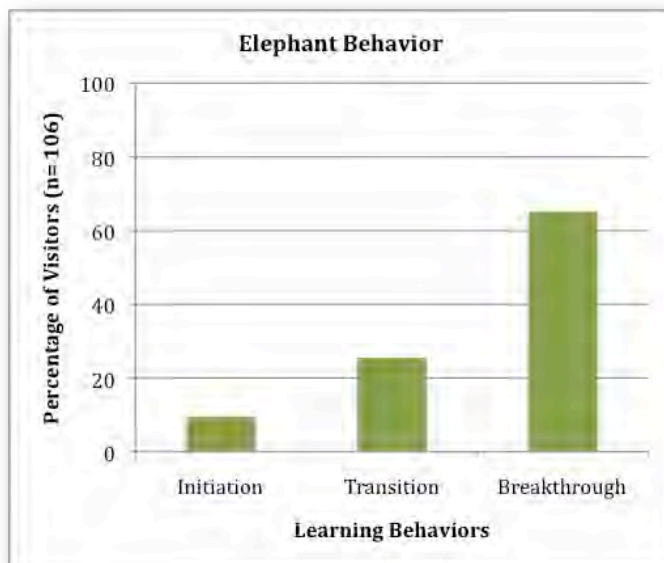 Elephant Behavior
Percentage of Visitors (n= 106)
100
80
60
40
20
0
Initiation
Transition
Breakthrough
Learning Behaviors